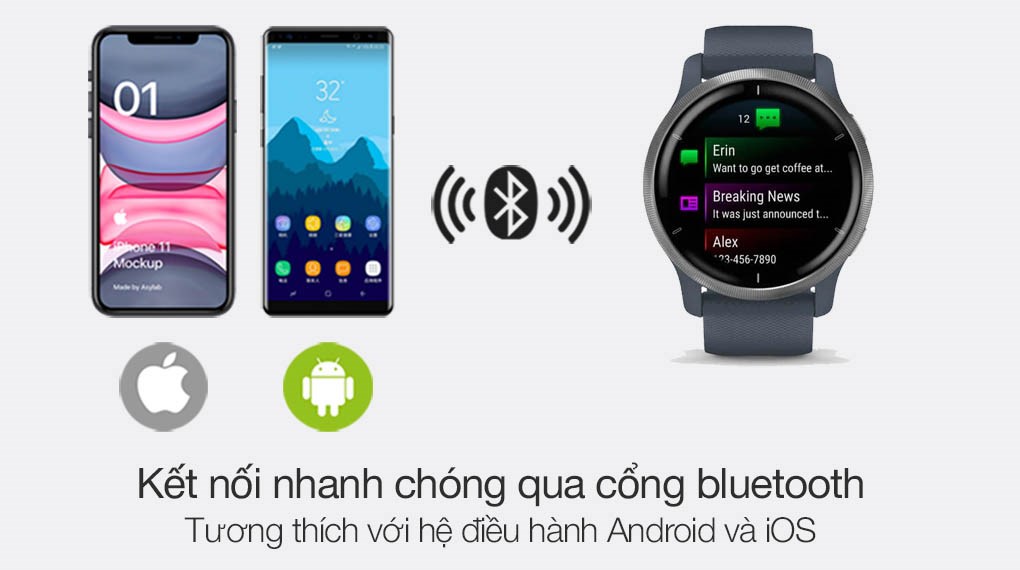 01
iPhone 11
Mockup
Made by Asylab
32°
12
Erin
Want to go get coffee at...
Breaking News
It was just announced t...
Alex
123-456-7890
Kết nối nhanh chóng qua cổng bluetooth
Tương thích với hệ điều hành Android và iOS